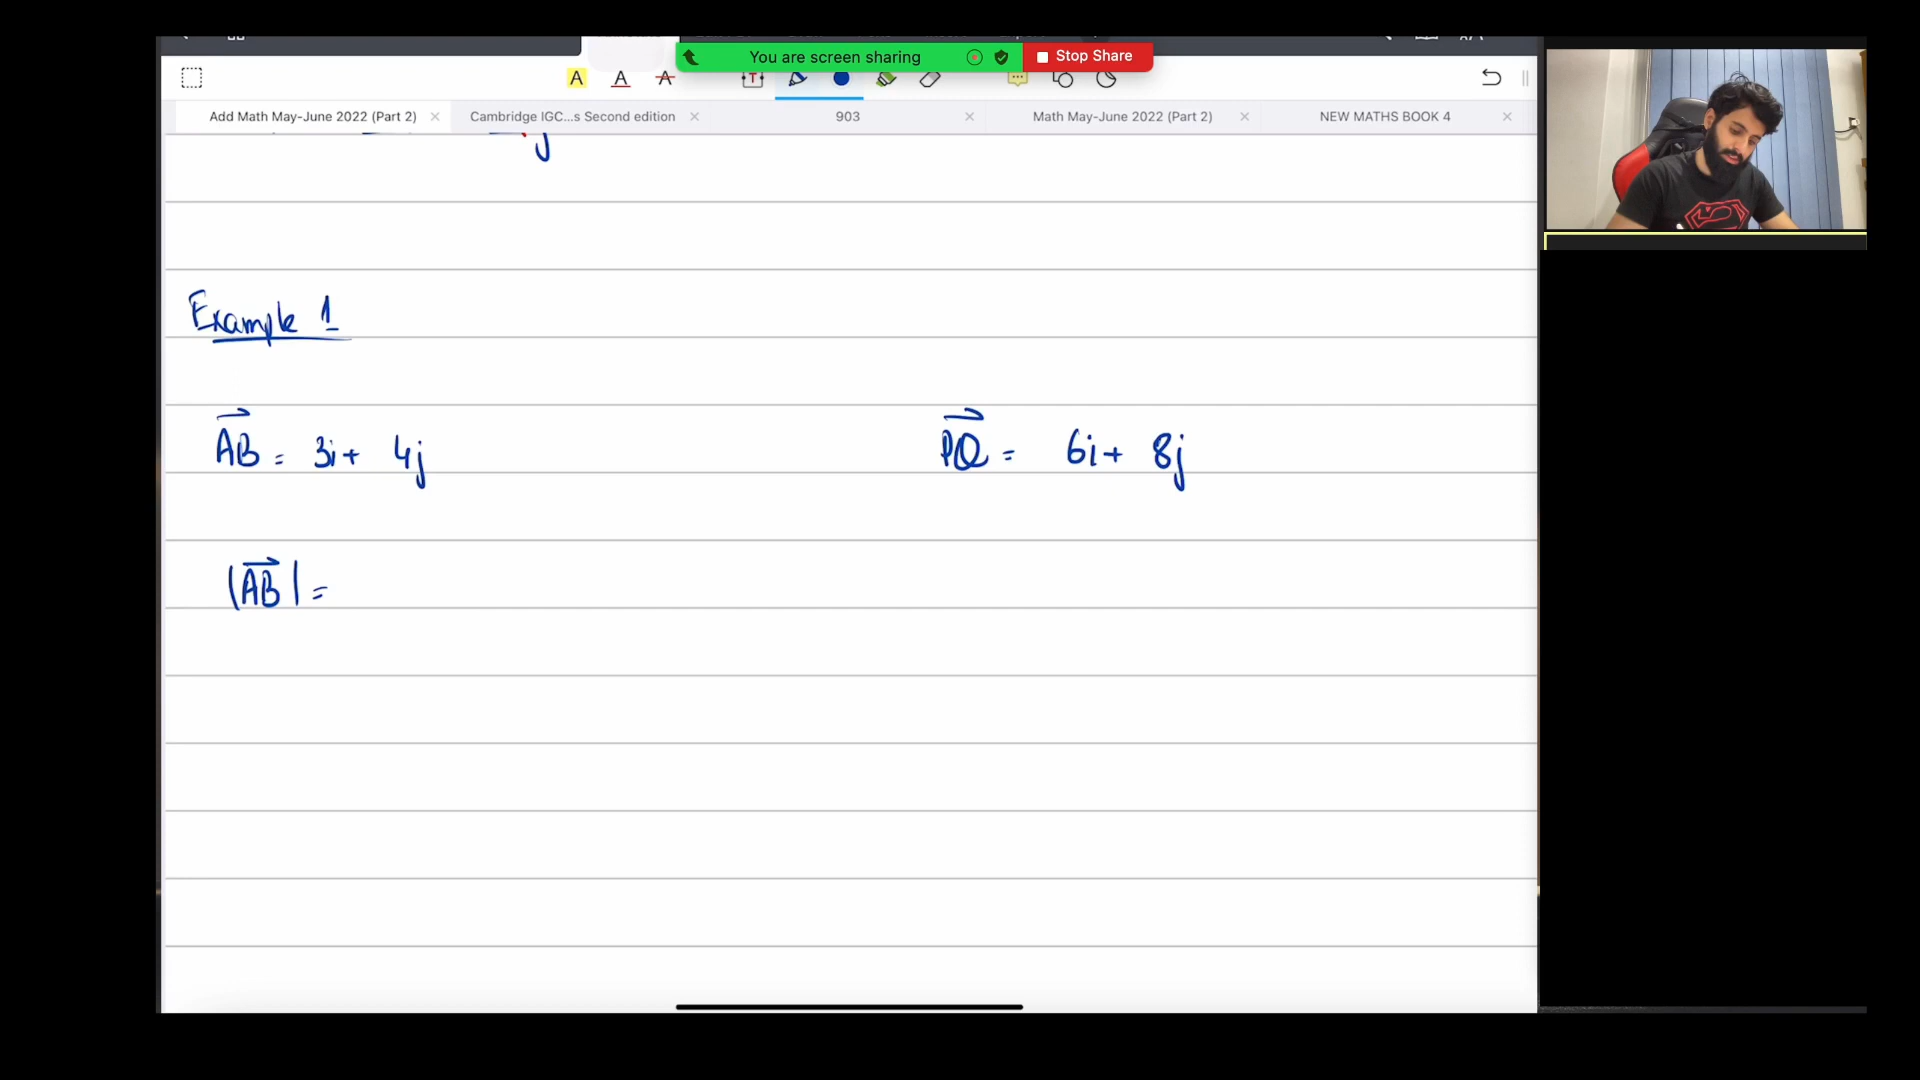 You are screen sharing Stop Share
A A A T
Add Math May-June 2022 (Part 2) × Cambridge IGC...s Second edition × 903 × Math May-June 2022 (Part 2) × NEW MATHS BOOK 4 ×
j
Example 1
→AB = 3i + 4j →PQ = 6i + 8j
|→AB| =